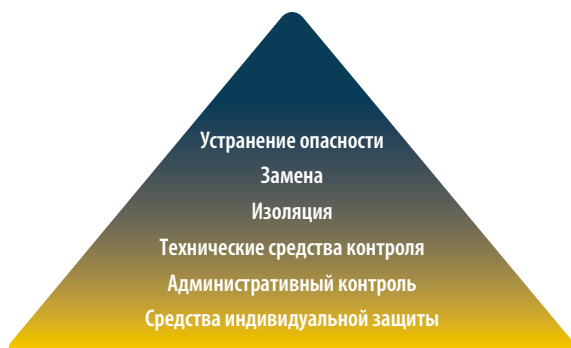 Устранение опасности
Замена
Изоляция
Технические средства контроля
Административный контроль
Средства индивидуальной защиты